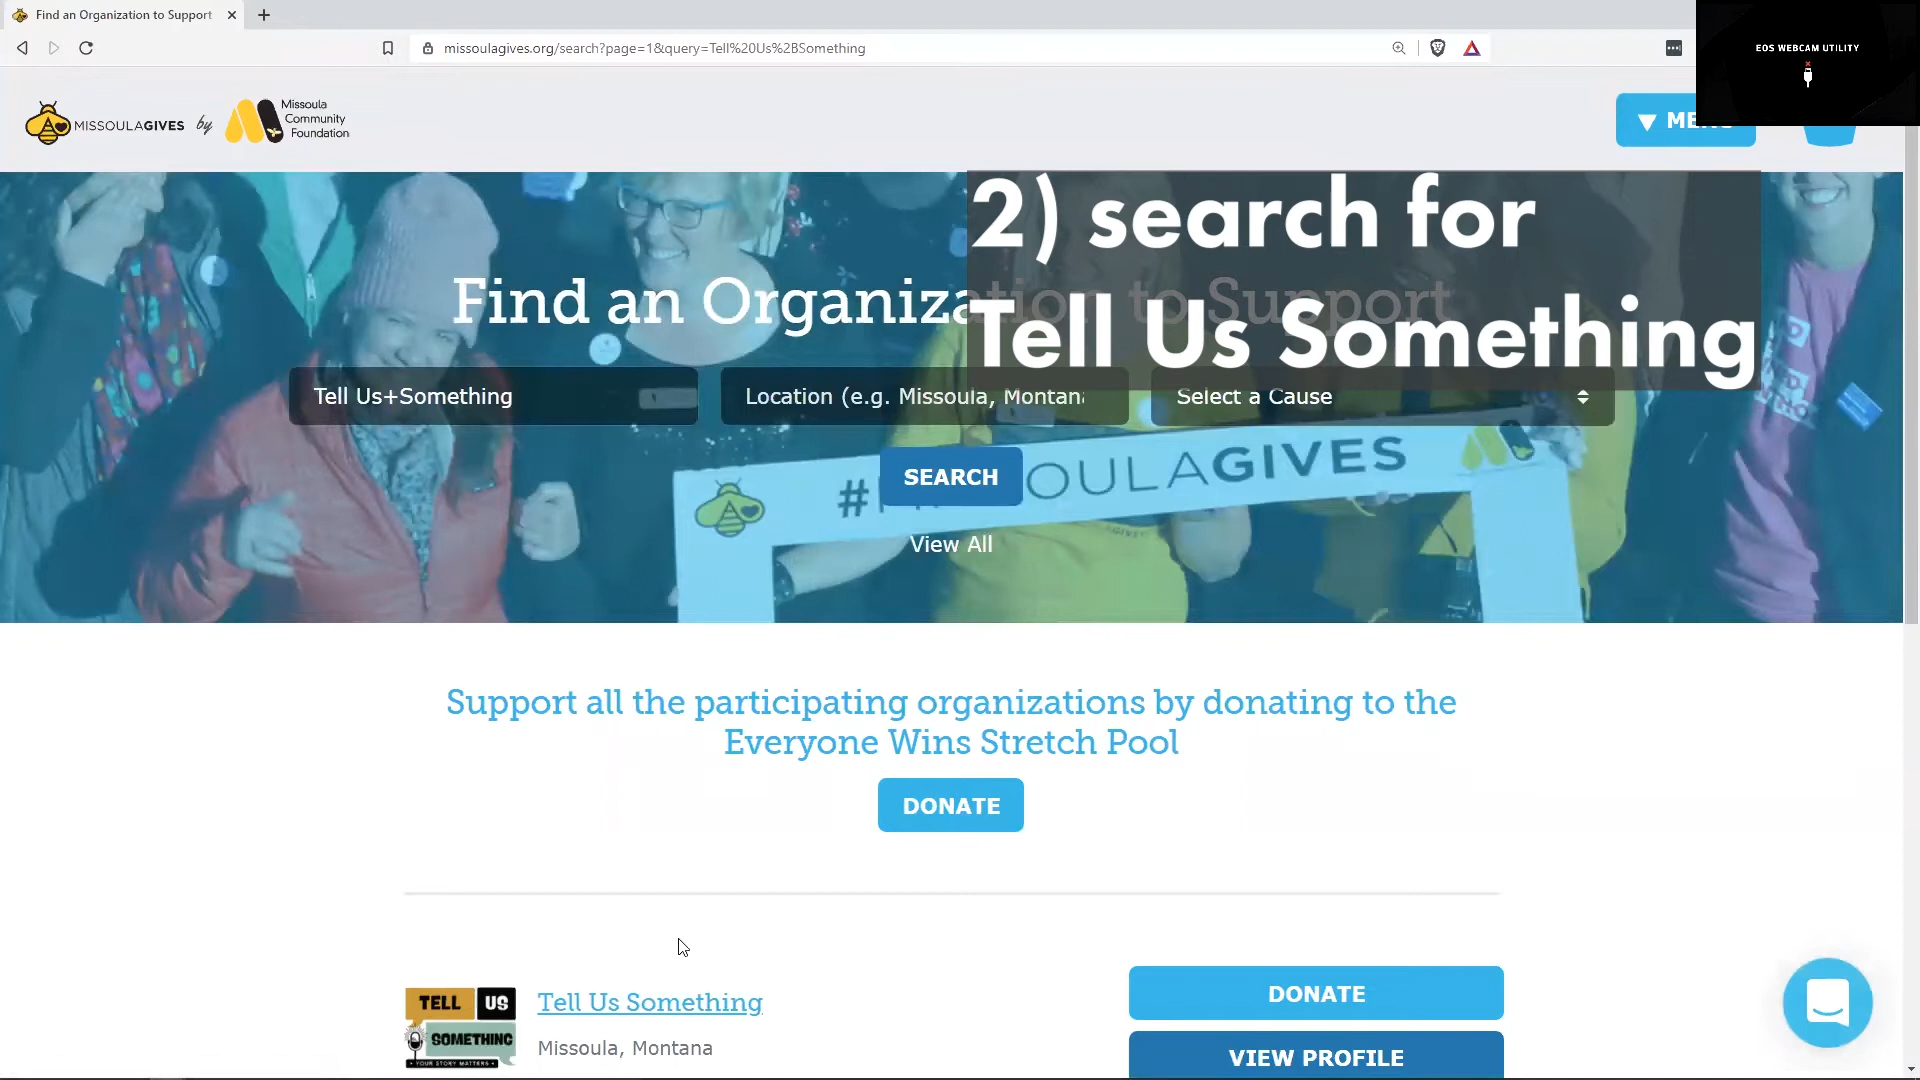 Find an Organization to Support
missoulagives.org/search?page=1&query=Tell%20Us%2BSomething
EOS WEBCAM UTILITY
MISSOULAGIVES by
Missoula
Community
Foundation
MENU
2) search for
Tell Us Something
Find an Organization to Support
Tell Us+Something
Location (e.g. Missoula, Montana
Select a Cause
SEARCH
OULAGIVES
View All
Support all the participating organizations by donating to the
Everyone Wins Stretch Pool
DONATE
TELL US
SOMETHING
YOUR STORY MATTERS
Tell Us Something
Missoula, Montana
DONATE
VIEW PROFILE